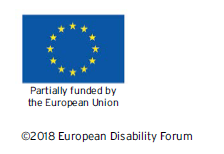 Partially funded by
the European Union
©2018 European Disability Forum